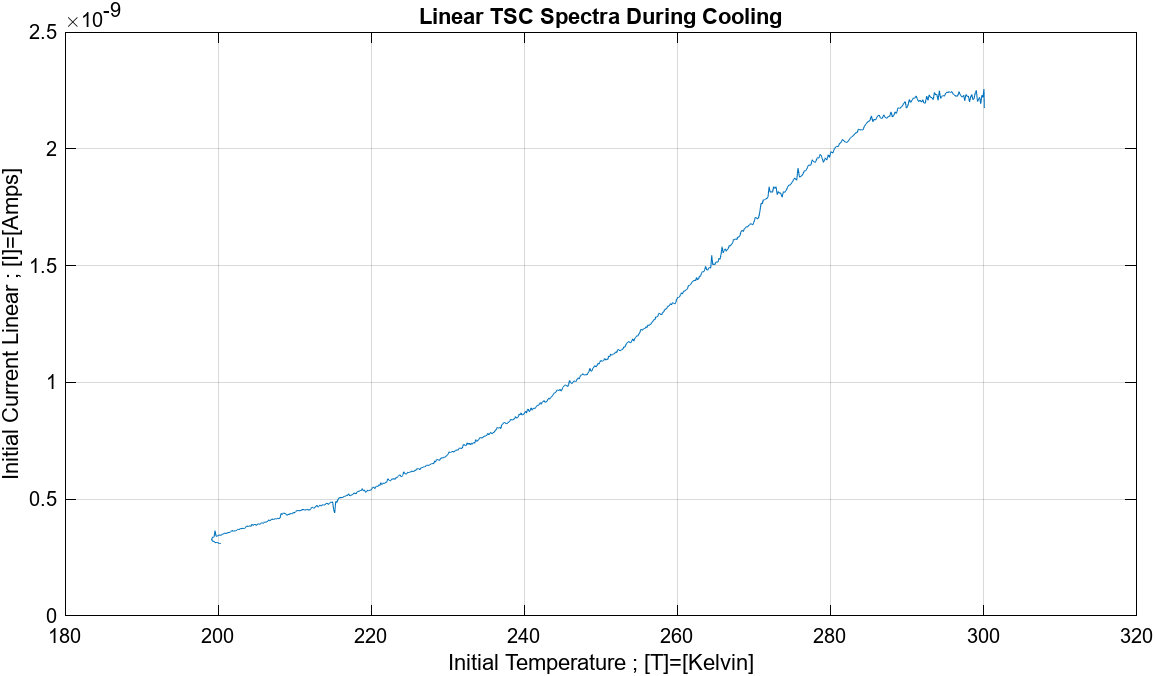 Linear TSC Spectra During Cooling
×10-9
2.5
2
1.5
1
0.5
0
180 200 220 240 260 280 300 320
Initial Temperature ; [T]=[Kelvin]
Initial Current Linear ; [I]=[Amps]